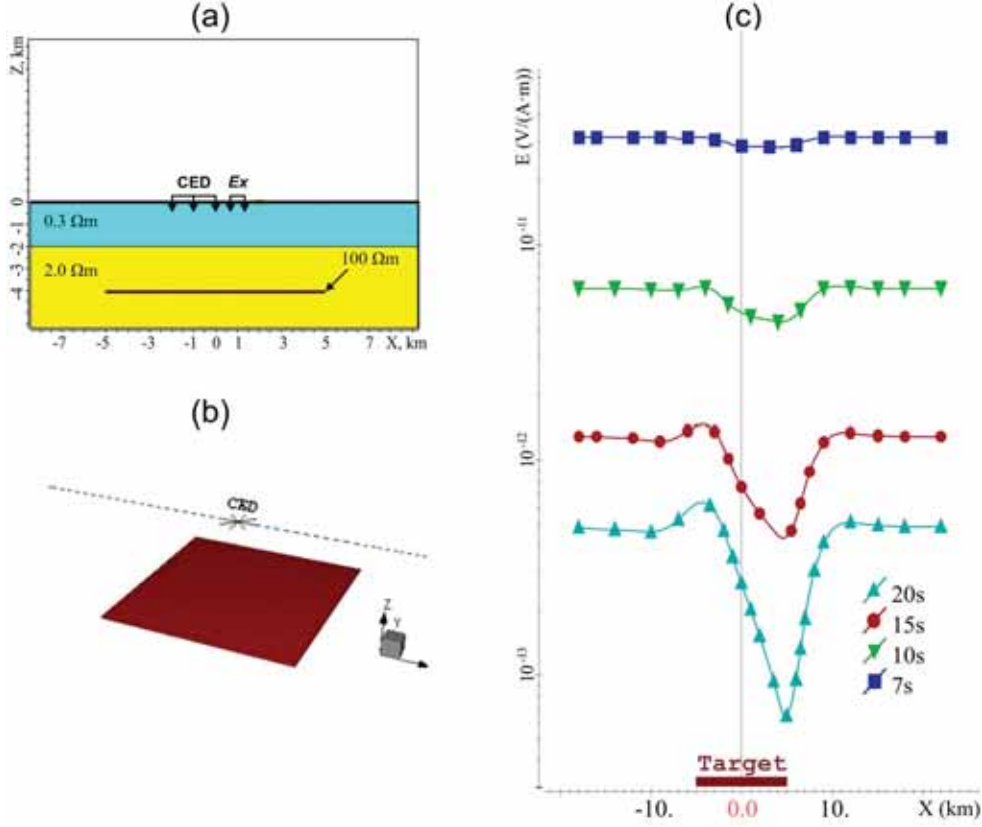 (a)
Z, km
CED Ex
0
0.3 Ωm
-1
-2
2.0 Ωm
100 Ωm
-3
-4
-7 -5 -3 -1 0 1 3 5 7 X, km
(b)
CED
Z
Y
(c)
E (V/(A·m))
10⁻¹¹
10⁻¹²
10⁻¹³
20s
15s
10s
7s
Target
-10. 0.0 10. X (km)